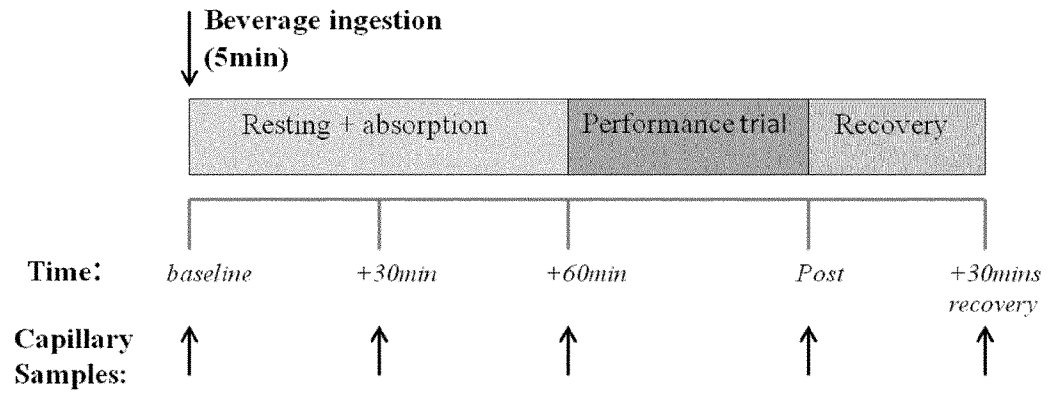 Beverage ingestion
(5min)
Resting + absorption
Performance trial
Recovery
Time:
baseline
+30min
+60min
Post
+30mins
recovery
Capillary
Samples: